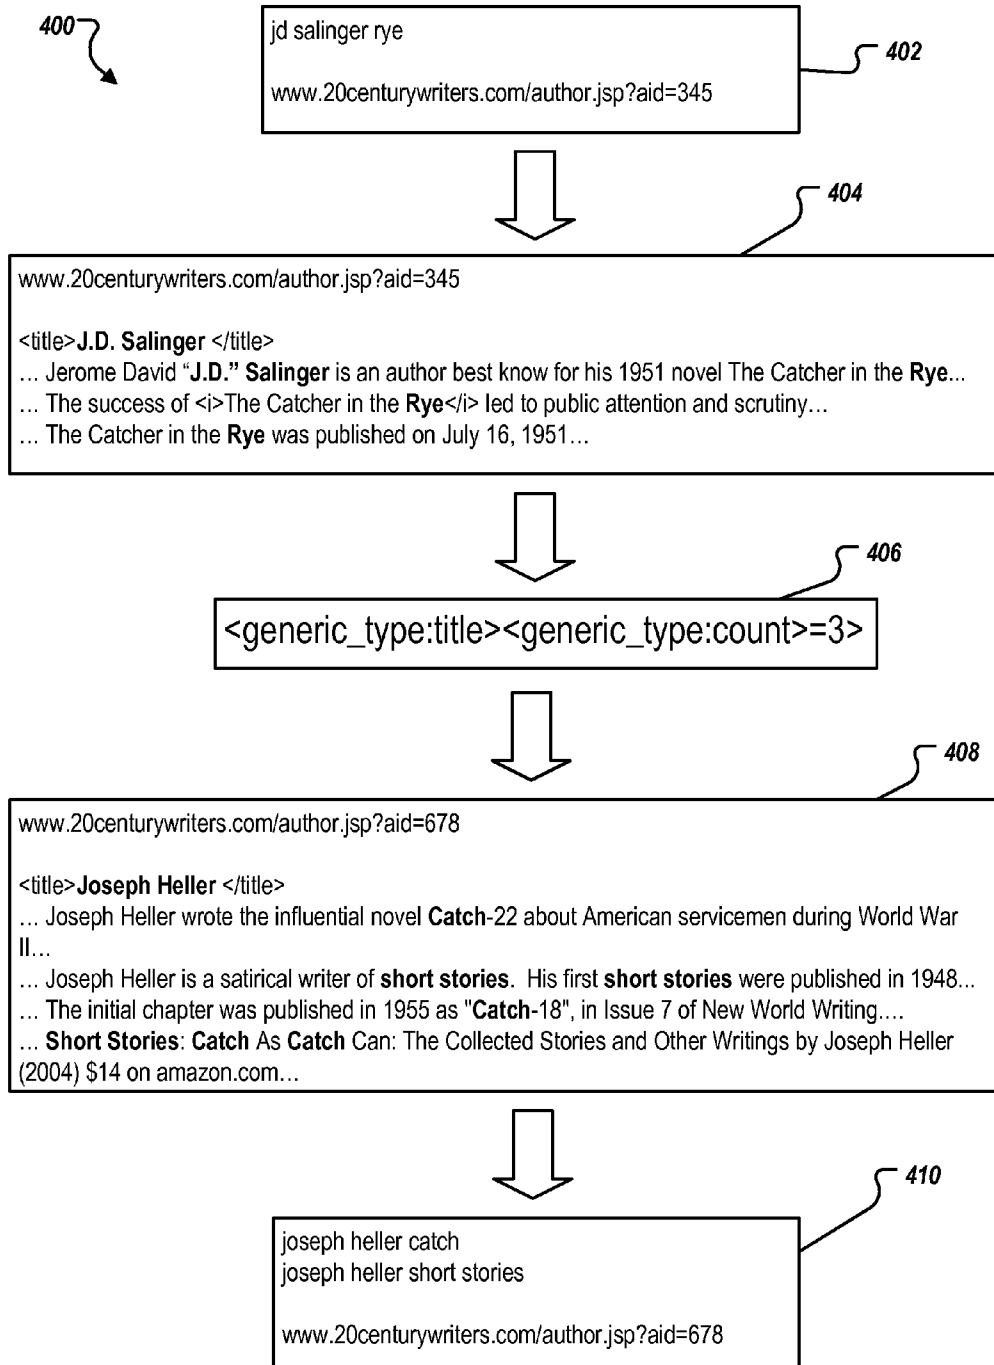 400
jd salinger rye
www.20centurywriters.com/author.jsp?aid=345
402
404
www.20centurywriters.com/author.jsp?aid=345
<title>J.D. Salinger </title>
... Jerome David “J.D.” Salinger is an author best know for his 1951 novel The Catcher in the Rye...
... The success of <i>The Catcher in the Rye</i> led to public attention and scrutiny...
... The Catcher in the Rye was published on July 16, 1951...
406
<generic_type:title><generic_type:count>=3>
408
www.20centurywriters.com/author.jsp?aid=678
<title>Joseph Heller </title>
... Joseph Heller wrote the influential novel Catch-22 about American servicemen during World War
II...
... Joseph Heller is a satirical writer of short stories.  His first short stories were published in 1948...
... The initial chapter was published in 1955 as "Catch-18", in Issue 7 of New World Writing....
... Short Stories: Catch As Catch Can: The Collected Stories and Other Writings by Joseph Heller
(2004) $14 on amazon.com...
410
joseph heller catch
joseph heller short stories
www.20centurywriters.com/author.jsp?aid=678